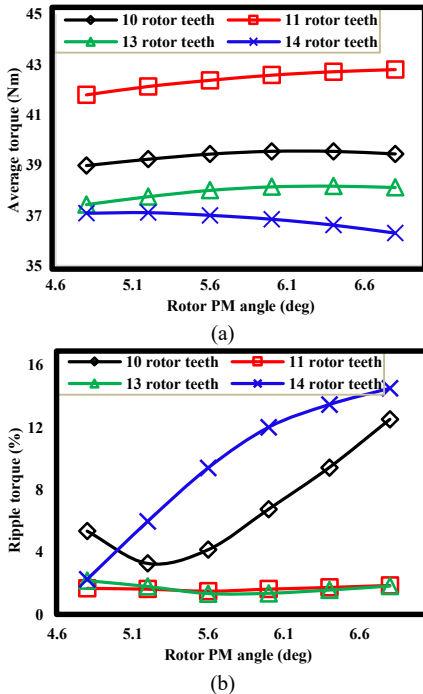 10 rotor teeth 11 rotor teeth
13 rotor teeth 14 rotor teeth
Average torque (Nm)
45
43
41
39
37
35
4.6 5.1 5.6 6.1 6.6
Rotor PM angle (deg)
(a)
10 rotor teeth 11 rotor teeth
13 rotor teeth 14 rotor teeth
Ripple torque (%)
16
12
8
4
0
4.6 5.1 5.6 6.1 6.6
Rotor PM angle (deg)
(b)